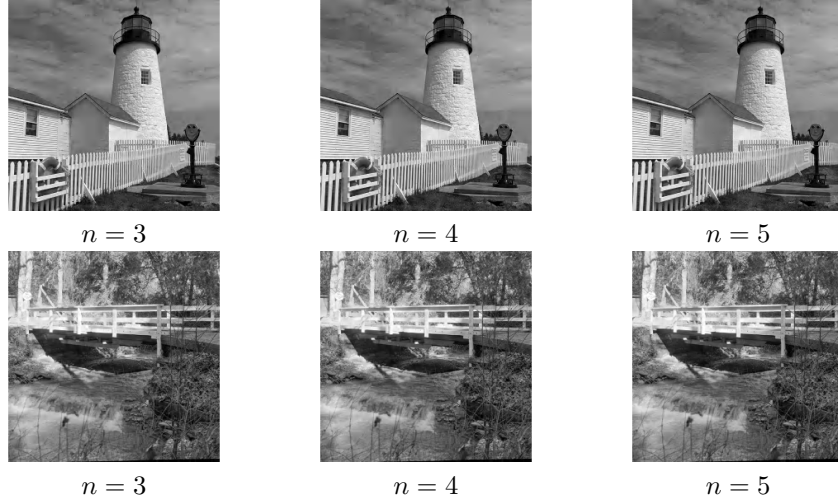 n = 3 n = 4 n = 5
n = 3 n = 4 n = 5